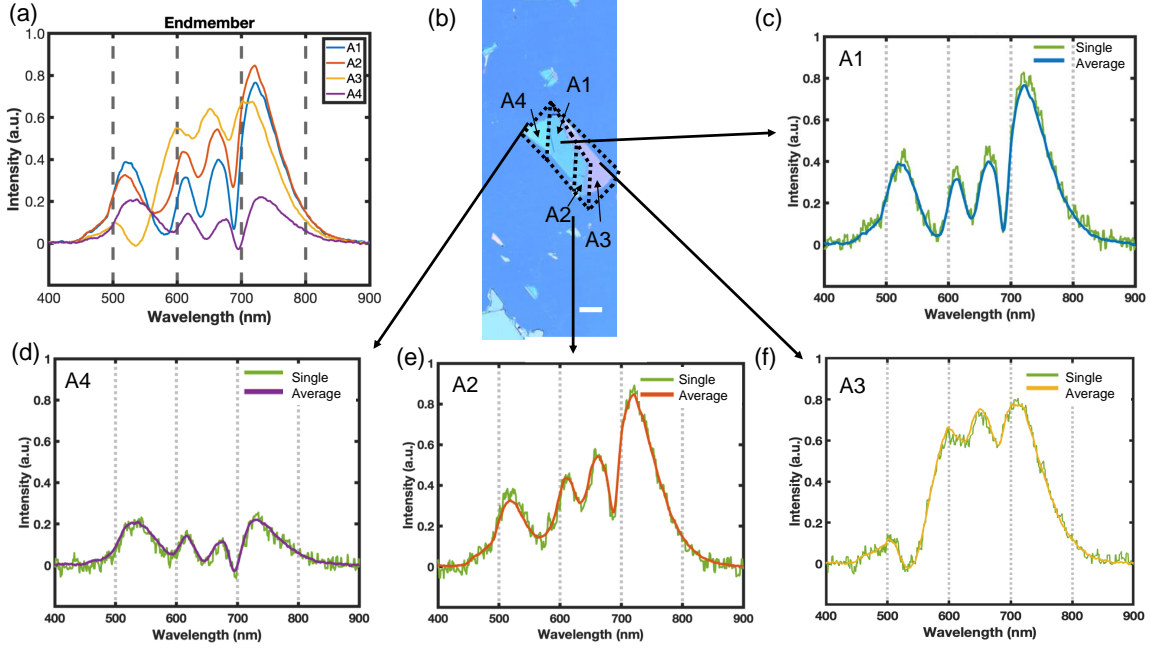 (a)
Endmember
A1
A2
A3
A4
1.0
0.8
0.6
0.4
0.2
0
Intensity (a.u.)
400 500 600 700 800 900
Wavelength (nm)
(b)
A4
A1
A2
A3
(c)
A1
Single
Average
1
0.8
0.6
0.4
0.2
0
Intensity (a.u.)
400 500 600 700 800 900
Wavelength (nm)
(d)
A4
Single
Average
1
0.8
0.6
0.4
0.2
0
Intensity (a.u.)
400 500 600 700 800 900
Wavelength (nm)
(e)
A2
Single
Average
1
0.8
0.6
0.4
0.2
0
Intensity (a.u.)
400 500 600 700 800 900
Wavelength (nm)
(f)
A3
Single
Average
1
0.8
0.6
0.4
0.2
0
Intensity (a.u.)
400 500 600 700 800 900
Wavelength (nm)